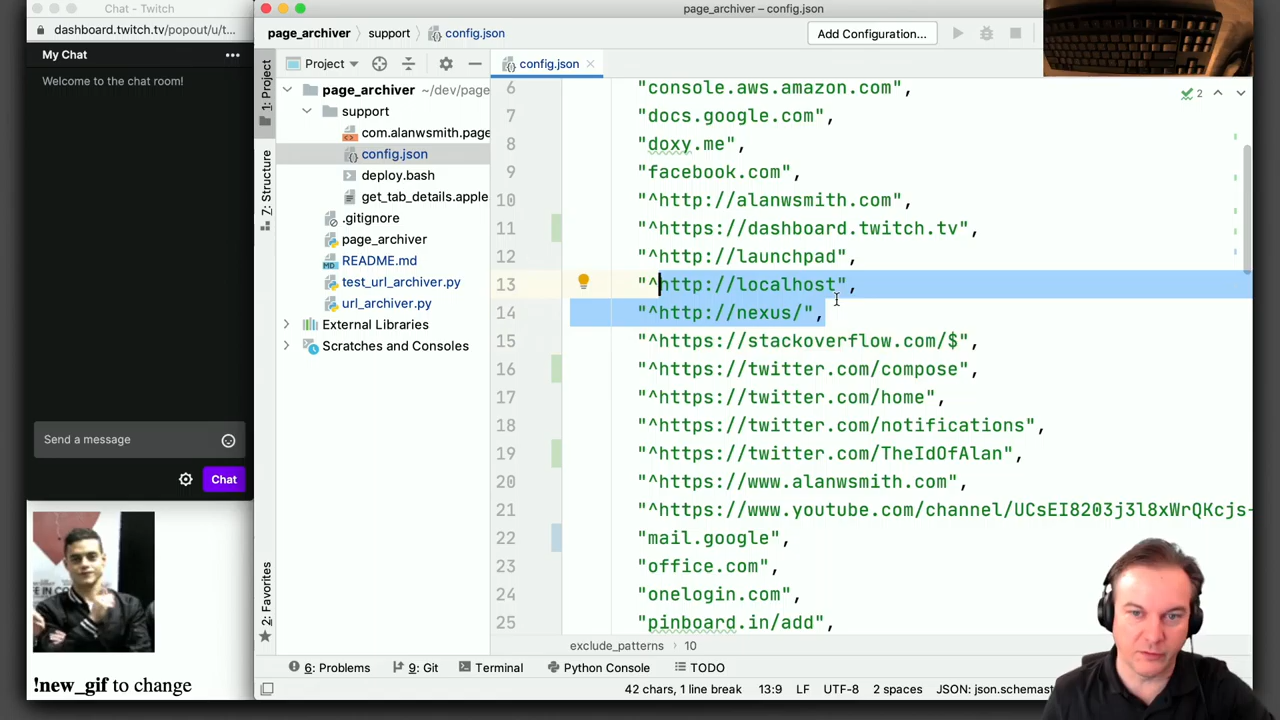 Chat - Twitch
dashboard.twitch.tv/popout/u/t...
My Chat
Welcome to the chat room!
Send a message
Chat
!new_gif to change
page_archiver – config.json
page_archiver
support
config.json
Add Configuration...
1: Project
7: Structure
2: Favorites
Project
config.json
page_archiver ~/dev/page
support
com.alanwsmith.page
config.json
deploy.bash
get_tab_details.apple
.gitignore
page_archiver
README.md
test_url_archiver.py
url_archiver.py
External Libraries
Scratches and Consoles
2
6 "console.aws.amazon.com",
7 "docs.google.com",
8 "doxy.me",
9 "facebook.com",
10 "^http://alanwsmith.com",
11 "^https://dashboard.twitch.tv",
12 "^http://launchpad",
13 "^http://localhost",
14 "^http://nexus/",
15 "^https://stackoverflow.com/$",
16 "^https://twitter.com/compose",
17 "^https://twitter.com/home",
18 "^https://twitter.com/notifications",
19 "^https://twitter.com/TheIdOfAlan",
20 "^https://www.alanwsmith.com",
21 "^https://www.youtube.com/channel/UCsEI8203j3l8xWrQKcjs-
22 "mail.google",
23 "office.com",
24 "onelogin.com",
25 "pinboard.in/add",
exclude_patterns 10
6: Problems
9: Git
Terminal
Python Console
TODO
42 chars, 1 line break 13:9 LF UTF-8 2 spaces JSON: json.schemast